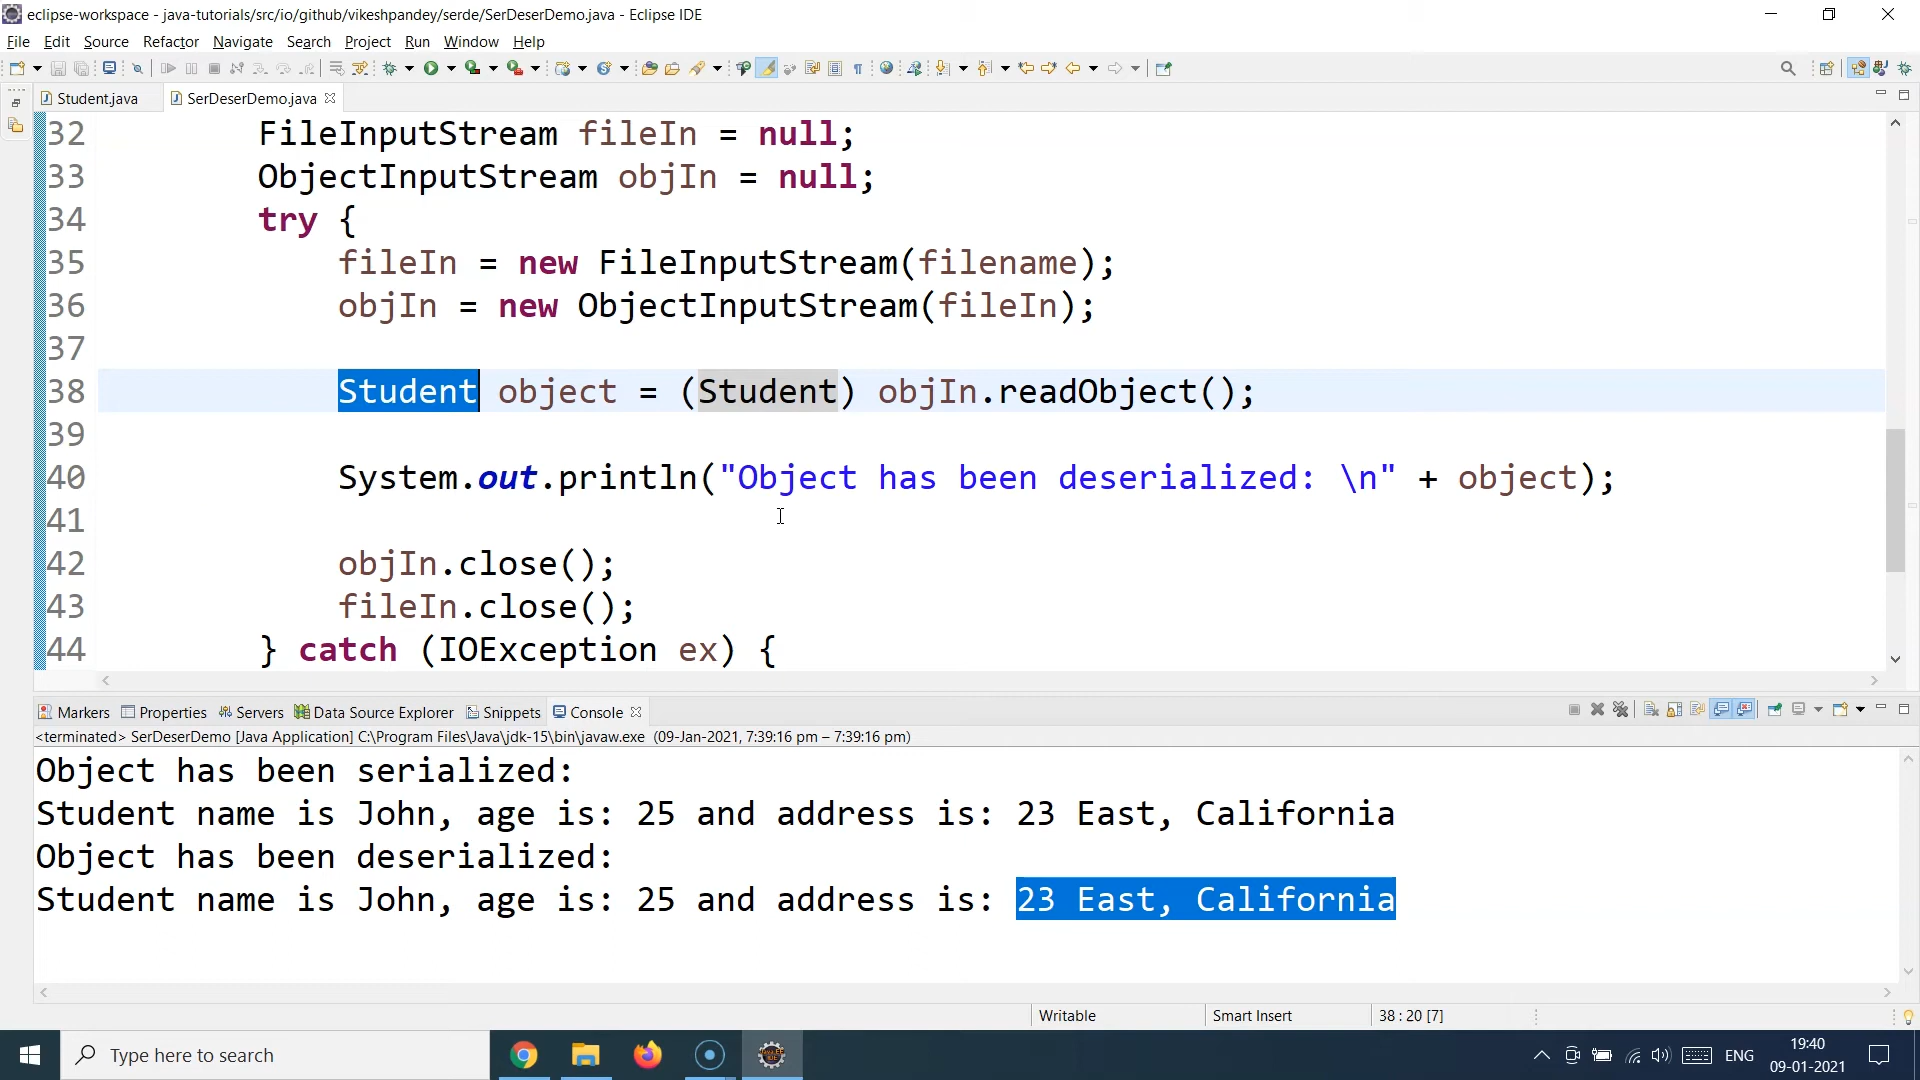 eclipse-workspace - java-tutorials/src/io/github/vikeshpandey/serde/SerDeserDemo.java - Eclipse IDE
File Edit Source Refactor Navigate Search Project Run Window Help
Student.java SerDeserDemo.java
32 FileInputStream fileIn = null;
33 ObjectInputStream objIn = null;
34 try {
35 fileIn = new FileInputStream(filename);
36 objIn = new ObjectInputStream(fileIn);
37
38 Student object = (Student) objIn.readObject();
39
40 System.out.println("Object has been deserialized: \n" + object);
41
42 objIn.close();
43 fileIn.close();
44 } catch (IOException ex) {
Markers Properties Servers Data Source Explorer Snippets Console
<terminated> SerDeserDemo [Java Application] C:\Program Files\Java\jdk-15\bin\javaw.exe (09-Jan-2021, 7:39:16 pm – 7:39:16 pm)
Object has been serialized:
Student name is John, age is: 25 and address is: 23 East, California
Object has been deserialized:
Student name is John, age is: 25 and address is: 23 East, California
Writable Smart Insert 38 : 20 [7]
Type here to search
ENG
19:40
09-01-2021